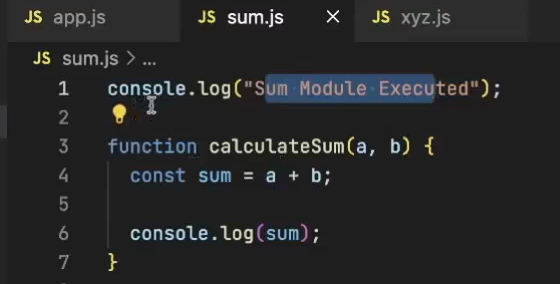 JS app.js JS sum.js × JS xyz.js
JS sum.js > ...
1 console.log("Sum Module Executed");
2
3 function calculateSum(a, b) {
4 const sum = a + b;
5
6 console.log(sum);
7 }